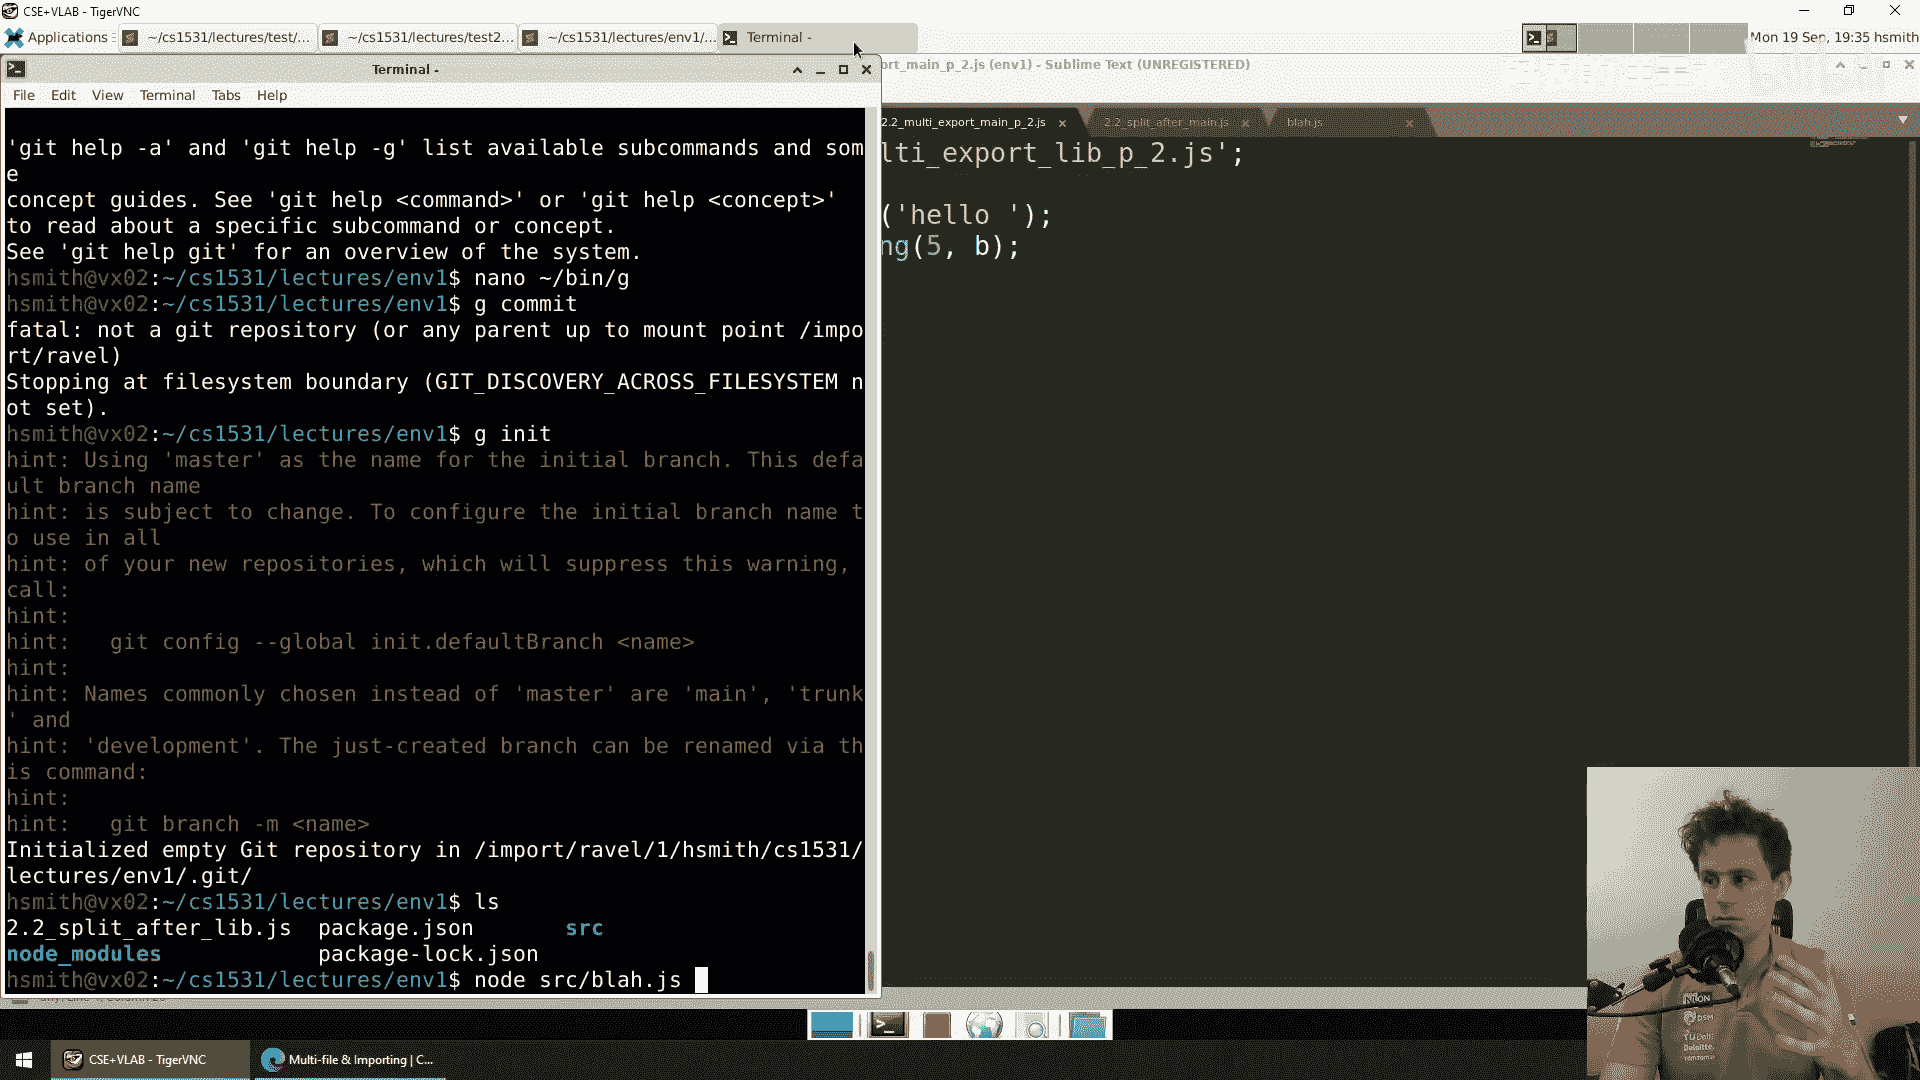 CSE+VLAB - TigerVNC
Applications
~/cs1531/lectures/test/...
~/cs1531/lectures/test2...
~/cs1531/lectures/env1/...
Terminal -
Mon 19 Sep, 19:35 hsmith
Terminal -
ort_main_p_2.js (env1) - Sublime Text (UNREGISTERED)
File Edit View Terminal Tabs Help
2.2_multi_export_main_p_2.js
2.2_split_after_main.js
blah.js
'git help -a' and 'git help -g' list available subcommands and som
e
concept guides. See 'git help <command>' or 'git help <concept>'
to read about a specific subcommand or concept.
See 'git help git' for an overview of the system.
hsmith@vx02:~/cs1531/lectures/env1$ nano ~/bin/g
hsmith@vx02:~/cs1531/lectures/env1$ g commit
fatal: not a git repository (or any parent up to mount point /impo
rt/ravel)
Stopping at filesystem boundary (GIT_DISCOVERY_ACROSS_FILESYSTEM n
ot set).
hsmith@vx02:~/cs1531/lectures/env1$ g init
hint: Using 'master' as the name for the initial branch. This defa
ult branch name
hint: is subject to change. To configure the initial branch name t
o use in all
hint: of your new repositories, which will suppress this warning,
call:
hint:
hint:   git config --global init.defaultBranch <name>
hint:
hint: Names commonly chosen instead of 'master' are 'main', 'trunk
' and
hint: 'development'. The just-created branch can be renamed via th
is command:
hint:
hint:   git branch -m <name>
Initialized empty Git repository in /import/ravel/1/hsmith/cs1531/
lectures/env1/.git/
hsmith@vx02:~/cs1531/lectures/env1$ ls
2.2_split_after_lib.js  package.json       src
node_modules            package-lock.json
hsmith@vx02:~/cs1531/lectures/env1$ node src/blah.js
lti_export_lib_p_2.js';
('hello ');
ng(5, b);
DSM
TU Delft
Deloitte.
CSE+VLAB - TigerVNC
Multi-file & Importing | C...